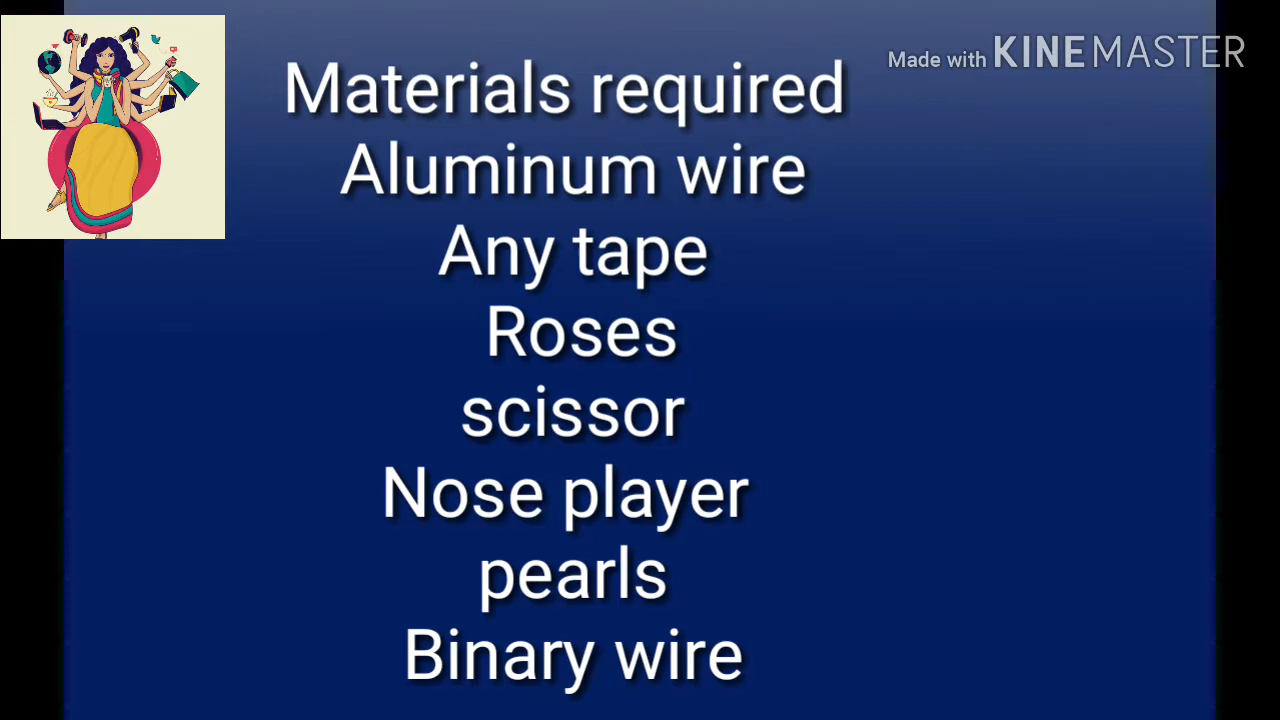 Made with KINEMASTER
Materials required
Aluminum wire
Any tape
Roses
scissor
Nose player
pearls
Binary wire